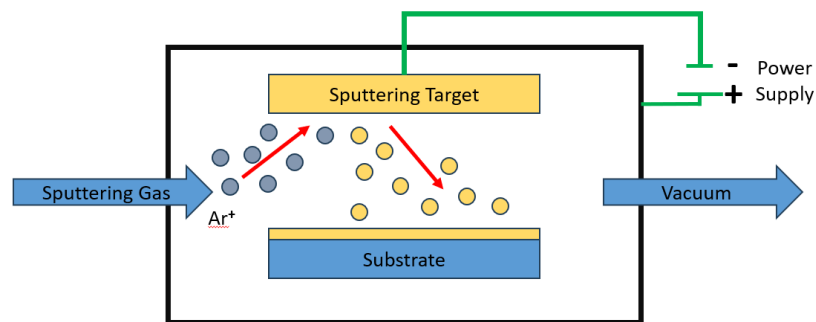 Sputtering Target
- Power
+ Supply
Sputtering Gas
Vacuum
Ar⁺
Substrate